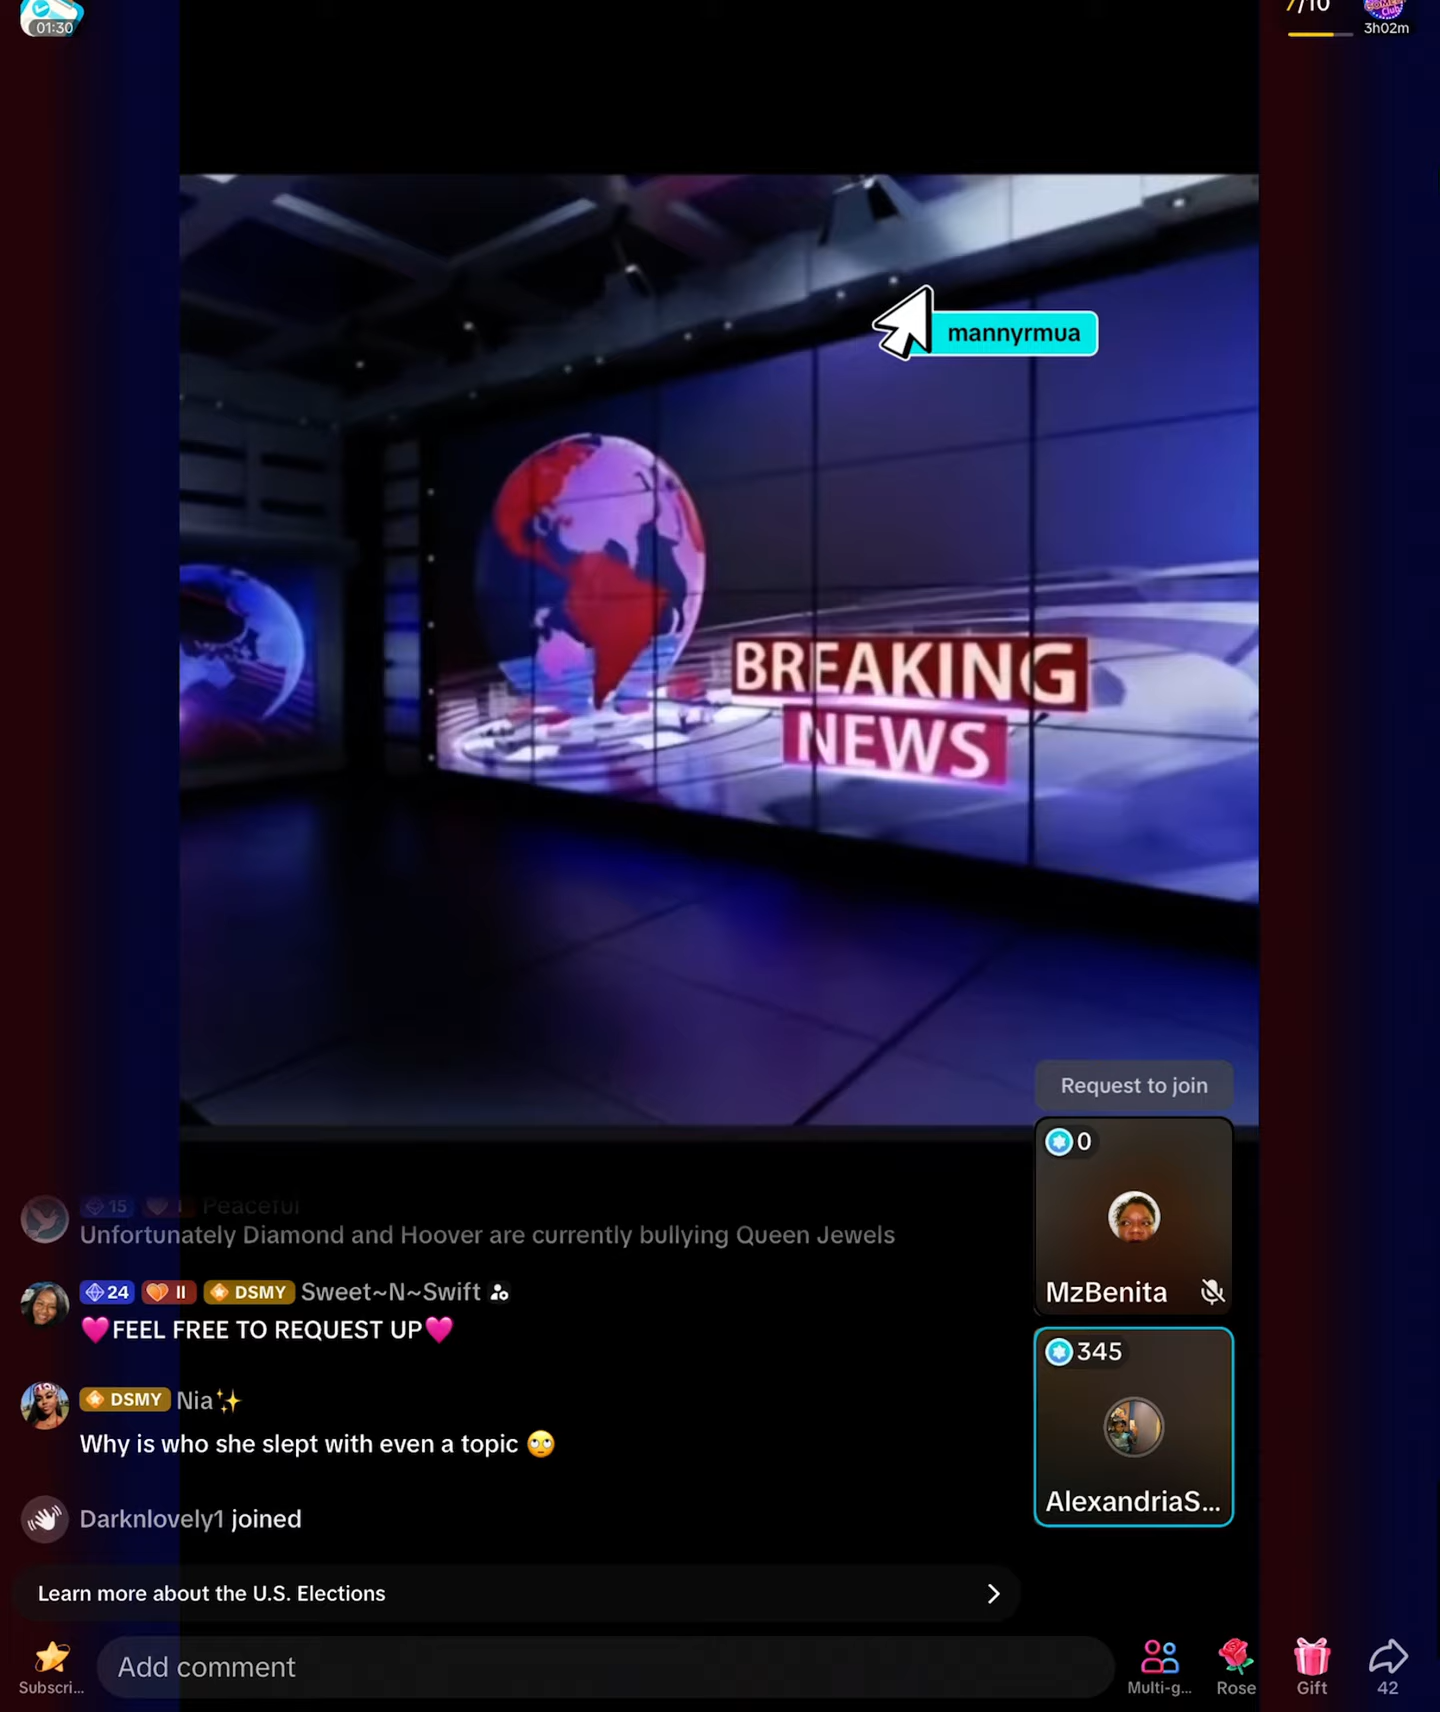 01:30
7/10
3h02m
mannyrmua
BREAKING
NEWS
Request to join
0
MzBenita
345
AlexandriaS...
15 I Peaceful
Unfortunately Diamond and Hoover are currently bullying Queen Jewels
24 II DSMY Sweet~N~Swift
💗FEEL FREE TO REQUEST UP💗
DSMY Nia✨
Why is who she slept with even a topic 🙄
Darknlovely1 joined
Learn more about the U.S. Elections
Subscri...
Add comment
Multi-g...
Rose
Gift
42